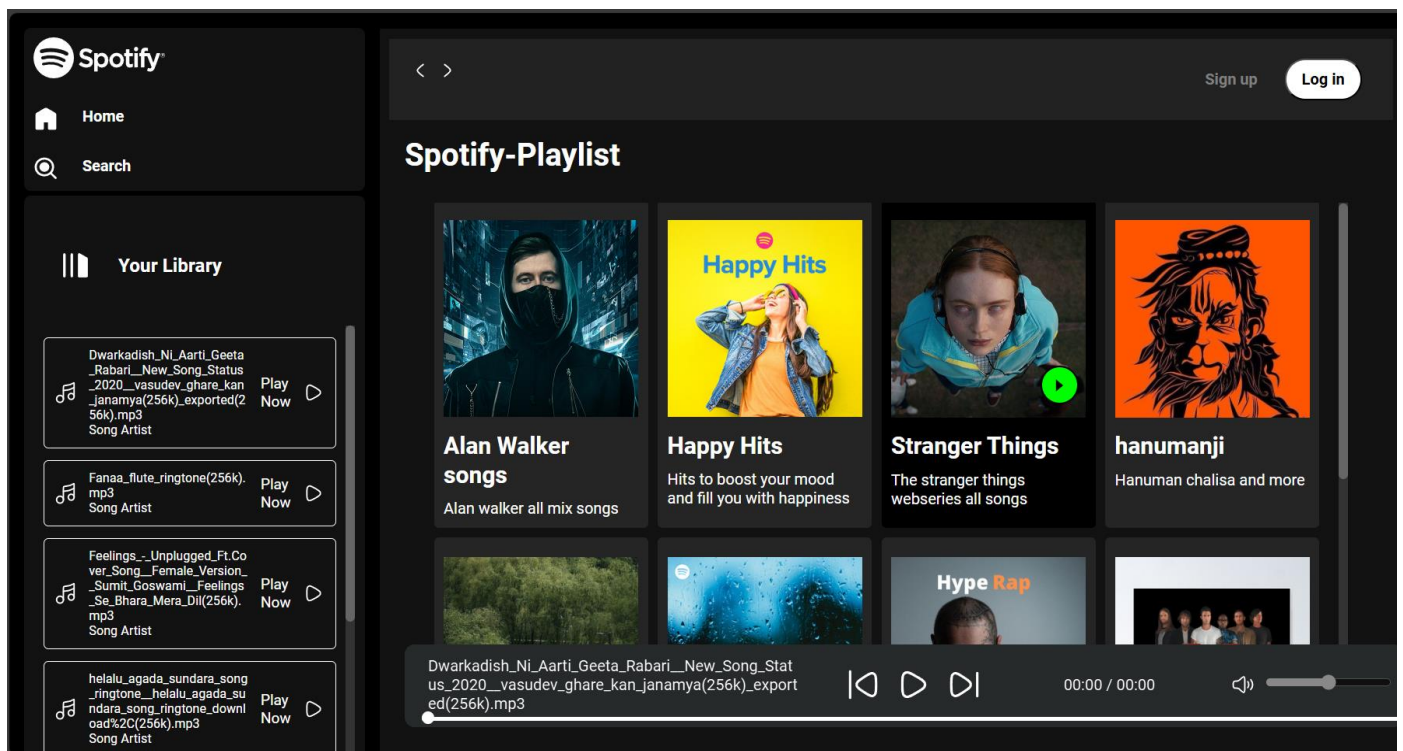 Spotify®
Home
Search
Your Library
Dwarkadish_Ni_Aarti_Geeta
_Rabari__New_Song_Status
_2020__vasudev_ghare_kan
_janamya(256k)_exported(2
56k).mp3
Song Artist
Play
Now
Fanaa_flute_ringtone(256k).
mp3
Song Artist
Play
Now
Feelings_-_Unplugged_Ft.Co
ver_Song__Female_Version_
_Sumit_Goswami__Feelings
_Se_Bhara_Mera_Dil(256k).
mp3
Song Artist
Play
Now
helalu_agada_sundara_song
_ringtone__helalu_agada_su
ndara_song_ringtone_downl
oad%2C(256k).mp3
Song Artist
Play
Now
Sign up
Log in
Spotify-Playlist
Alan Walker
songs
Alan walker all mix songs
Happy Hits
Happy Hits
Hits to boost your mood
and fill you with happiness
Stranger Things
The stranger things
webseries all songs
hanumanji
Hanuman chalisa and more
Hype Rap
Dwarkadish_Ni_Aarti_Geeta_Rabari__New_Song_Stat
us_2020__vasudev_ghare_kan_janamya(256k)_export
ed(256k).mp3
00:00 / 00:00